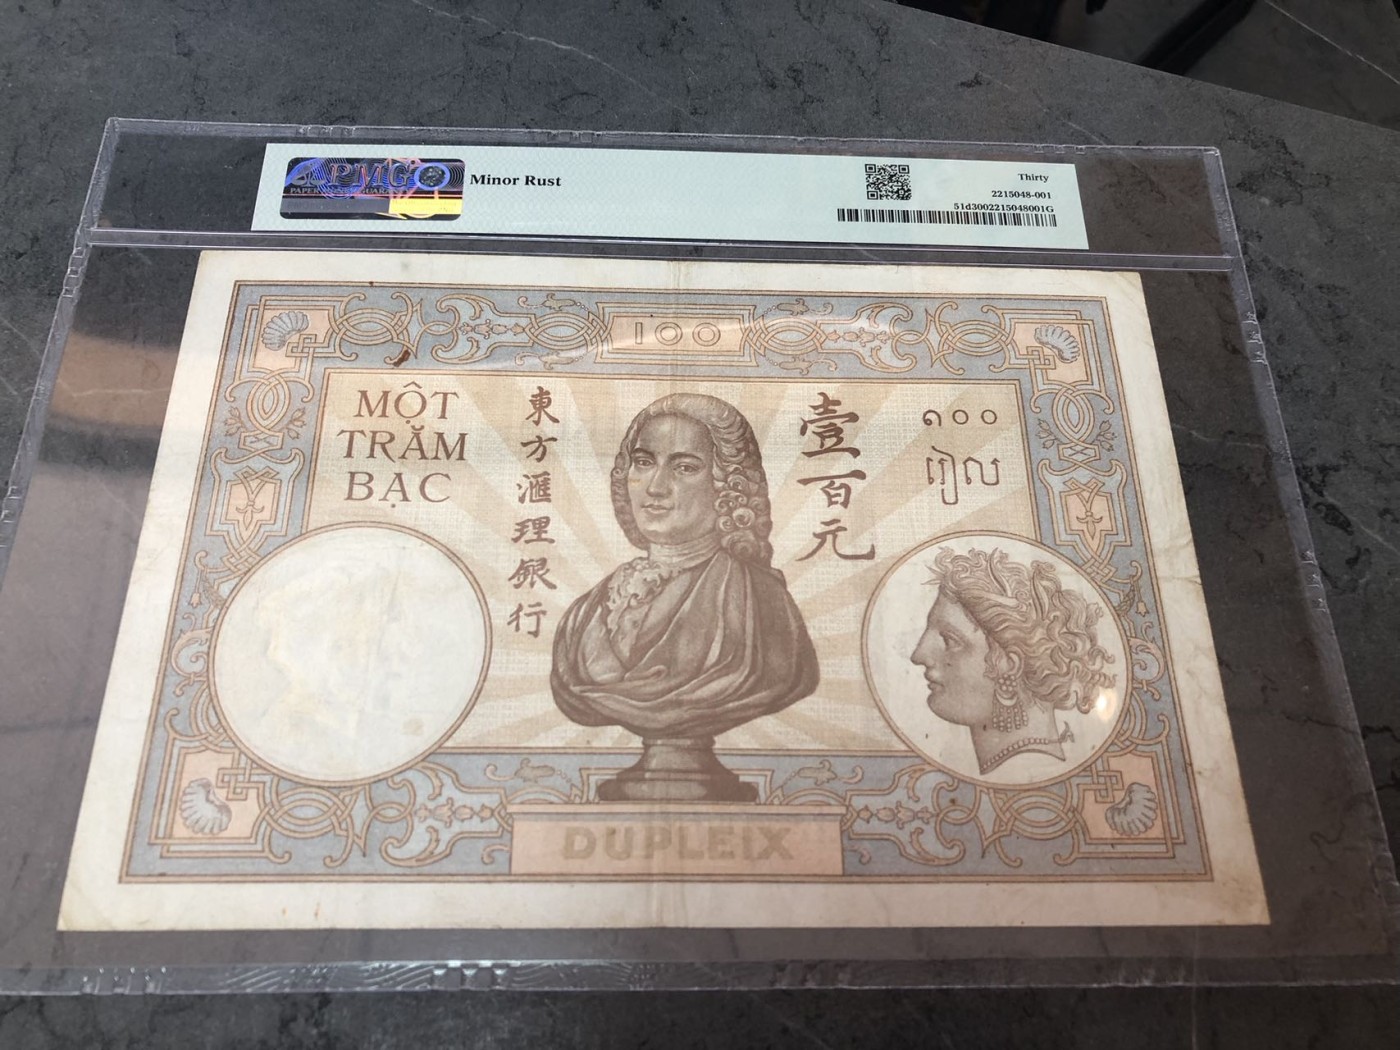 PMG
Minor Rust
Thirty
2215048-001
51d3002215048001G
100
MỘT
TRĂM
BẠC
東方滙理銀行
壹百元
១០០
រៀល
DUPLEIX